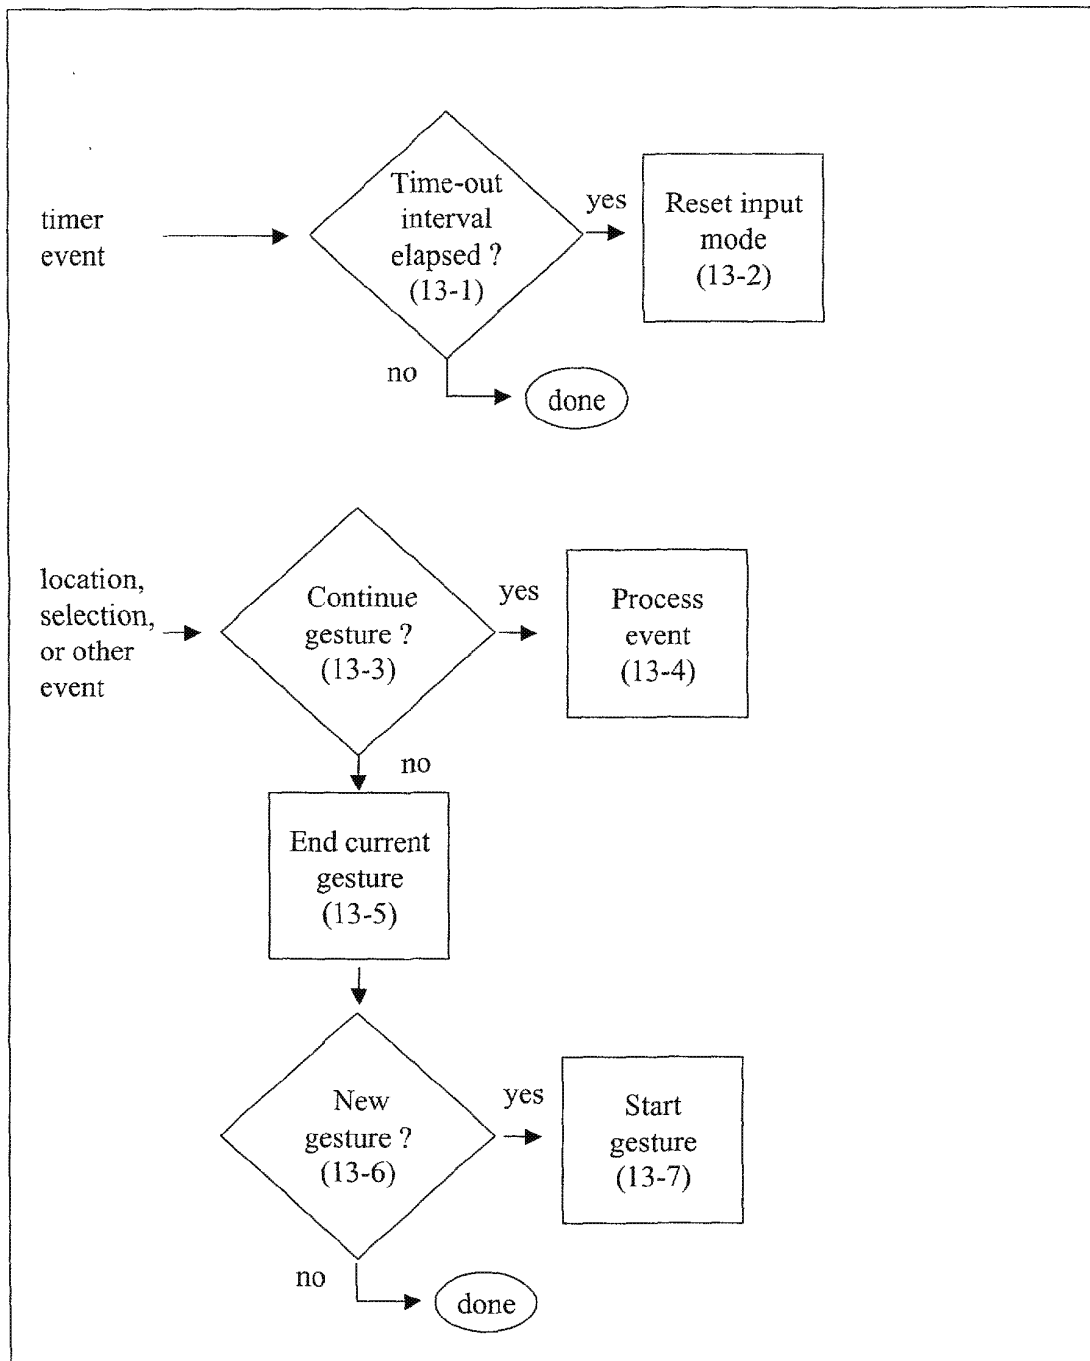 timer
event
Time-out
interval
elapsed ?
(13-1)
yes
Reset input
mode
(13-2)
no
done
location,
selection,
or other
event
Continue
gesture ?
(13-3)
yes
Process
event
(13-4)
no
End current
gesture
(13-5)
New
gesture ?
(13-6)
yes
Start
gesture
(13-7)
no
done